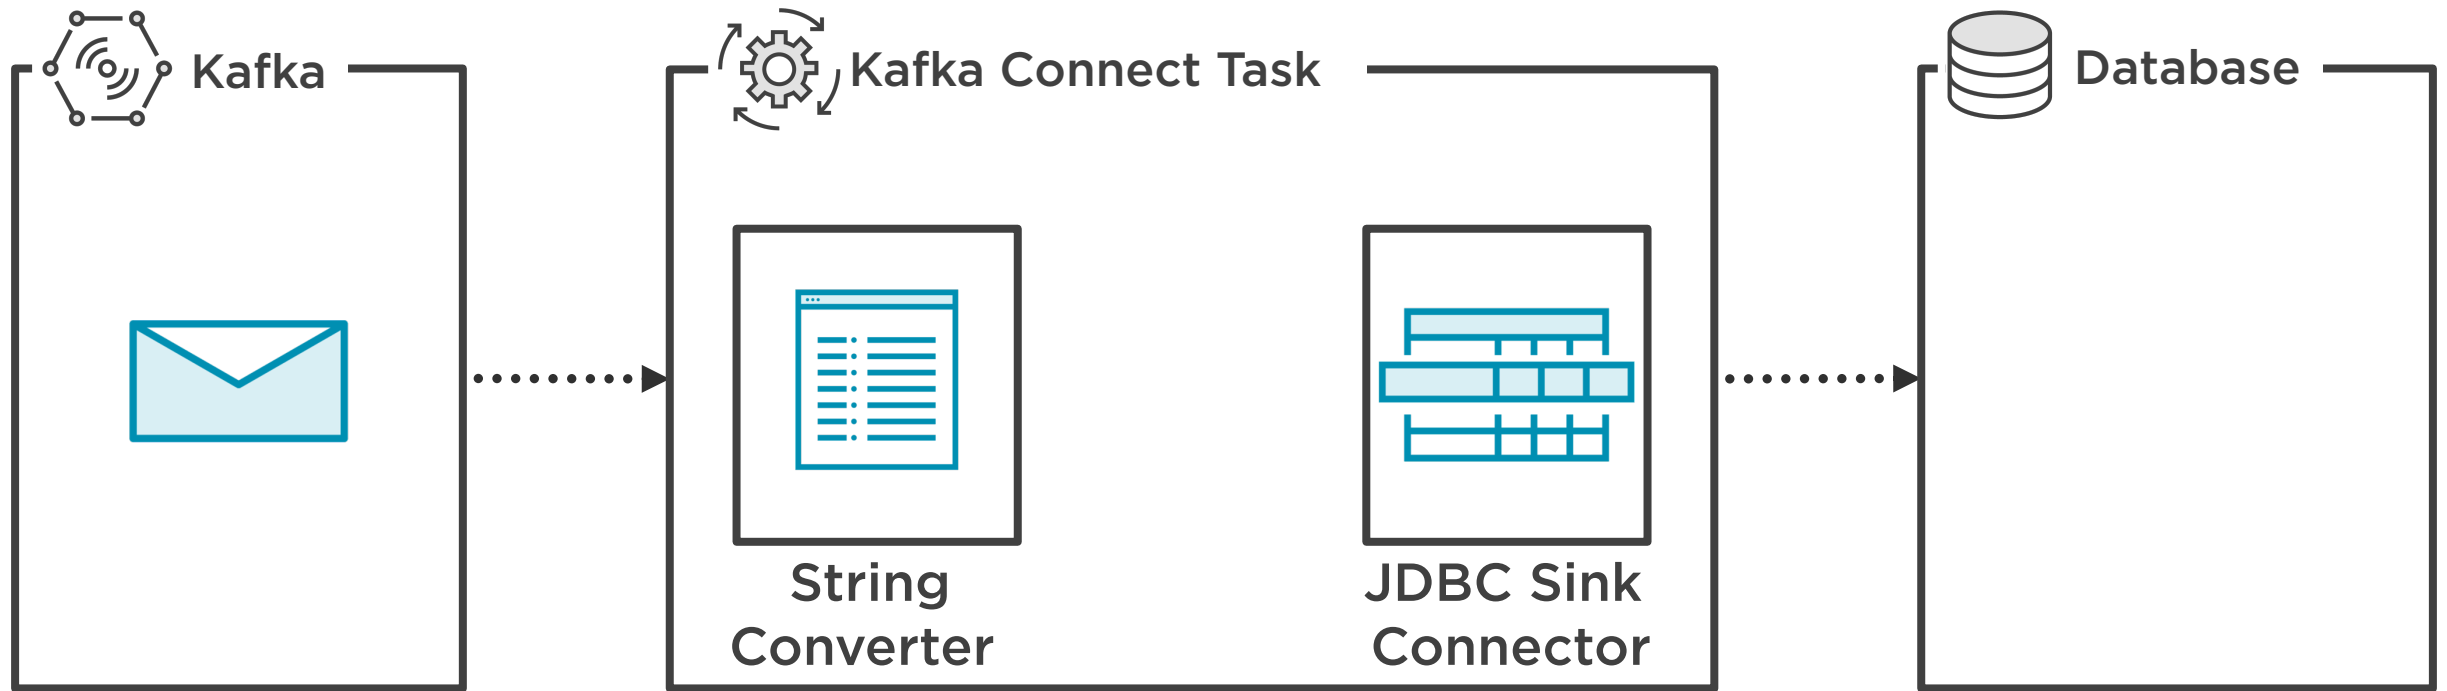 Kafka
Kafka Connect Task
Database
String
Converter
JDBC Sink
Connector